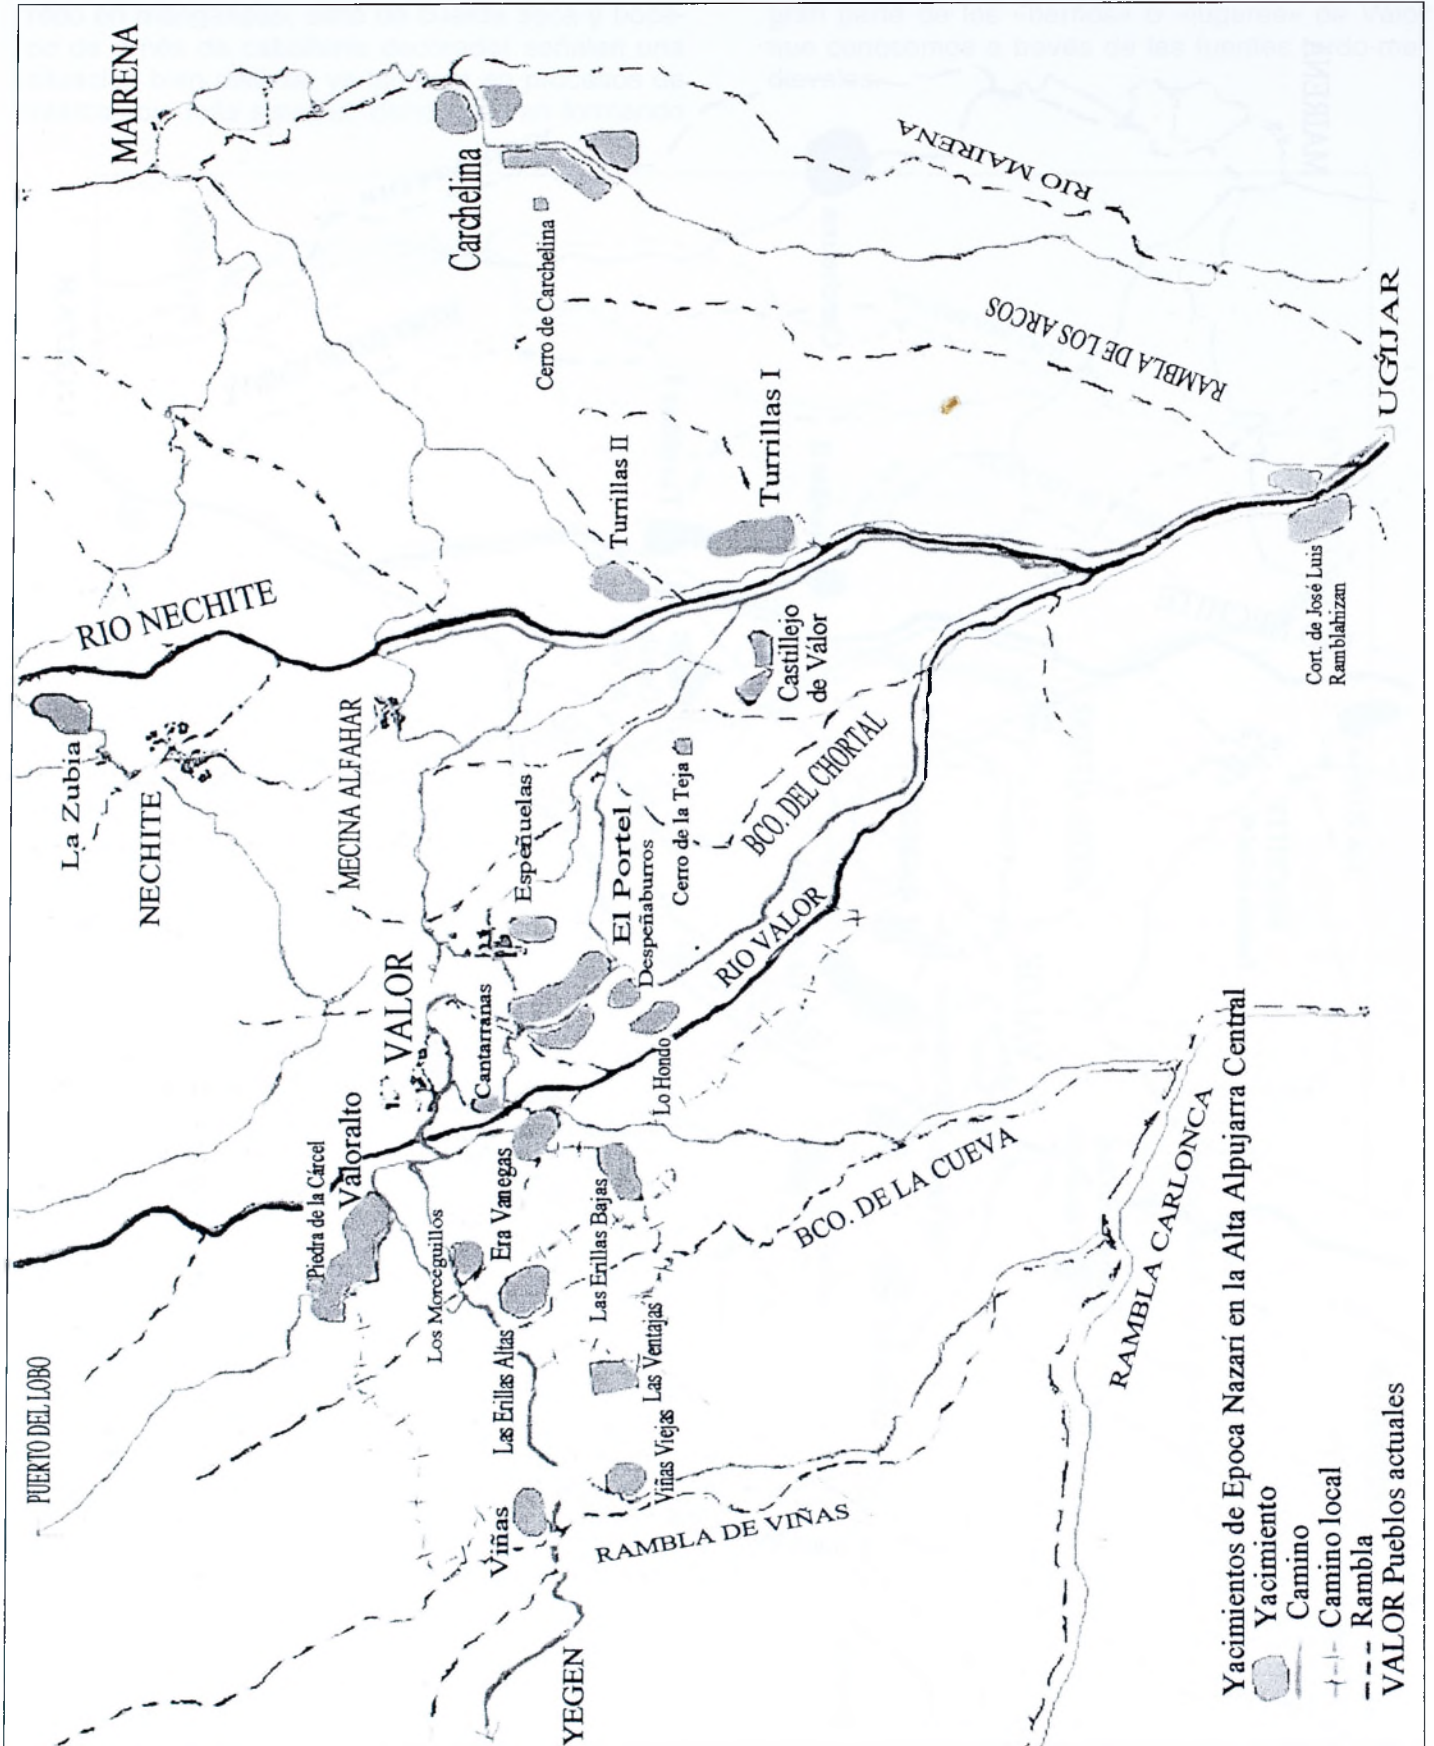 PUERTO DEL LOBO
La Zubia
NECHITE
MAIRENA
RIO NECHITE
Piedra de la Cárcel
Valoralto
MECINA ALFAHAR
VALOR
Los Morceguillos
Cantarranas
Carchelina
Viñas
Las Erillas Altas
Era Vanegas
Espeñuelas
Cerro de Carchelina
YEGEN
Las Erillas Bajas
El Portel
Turrillas II
Despeñaburros
Viñas Viejas
Las Ventajas
Lo Hondo
Cerro de la Teja
Turrillas I
RAMBLA DE VIÑAS
RIO VALOR
BCO. DEL CHORTAL
Castillejo
de Válor
BCO. DE LA CUEVA
RIO MAIRENA
RAMBLA DE LOS ARCOS
RAMBLA CARLONCA
Cort. de José Luis
Ramblahizan
UGIJAR
Yacimientos de Epoca Nazarí en la Alta Alpujarra Central
Yacimiento
Camino
Camino local
Rambla
VALOR Pueblos actuales